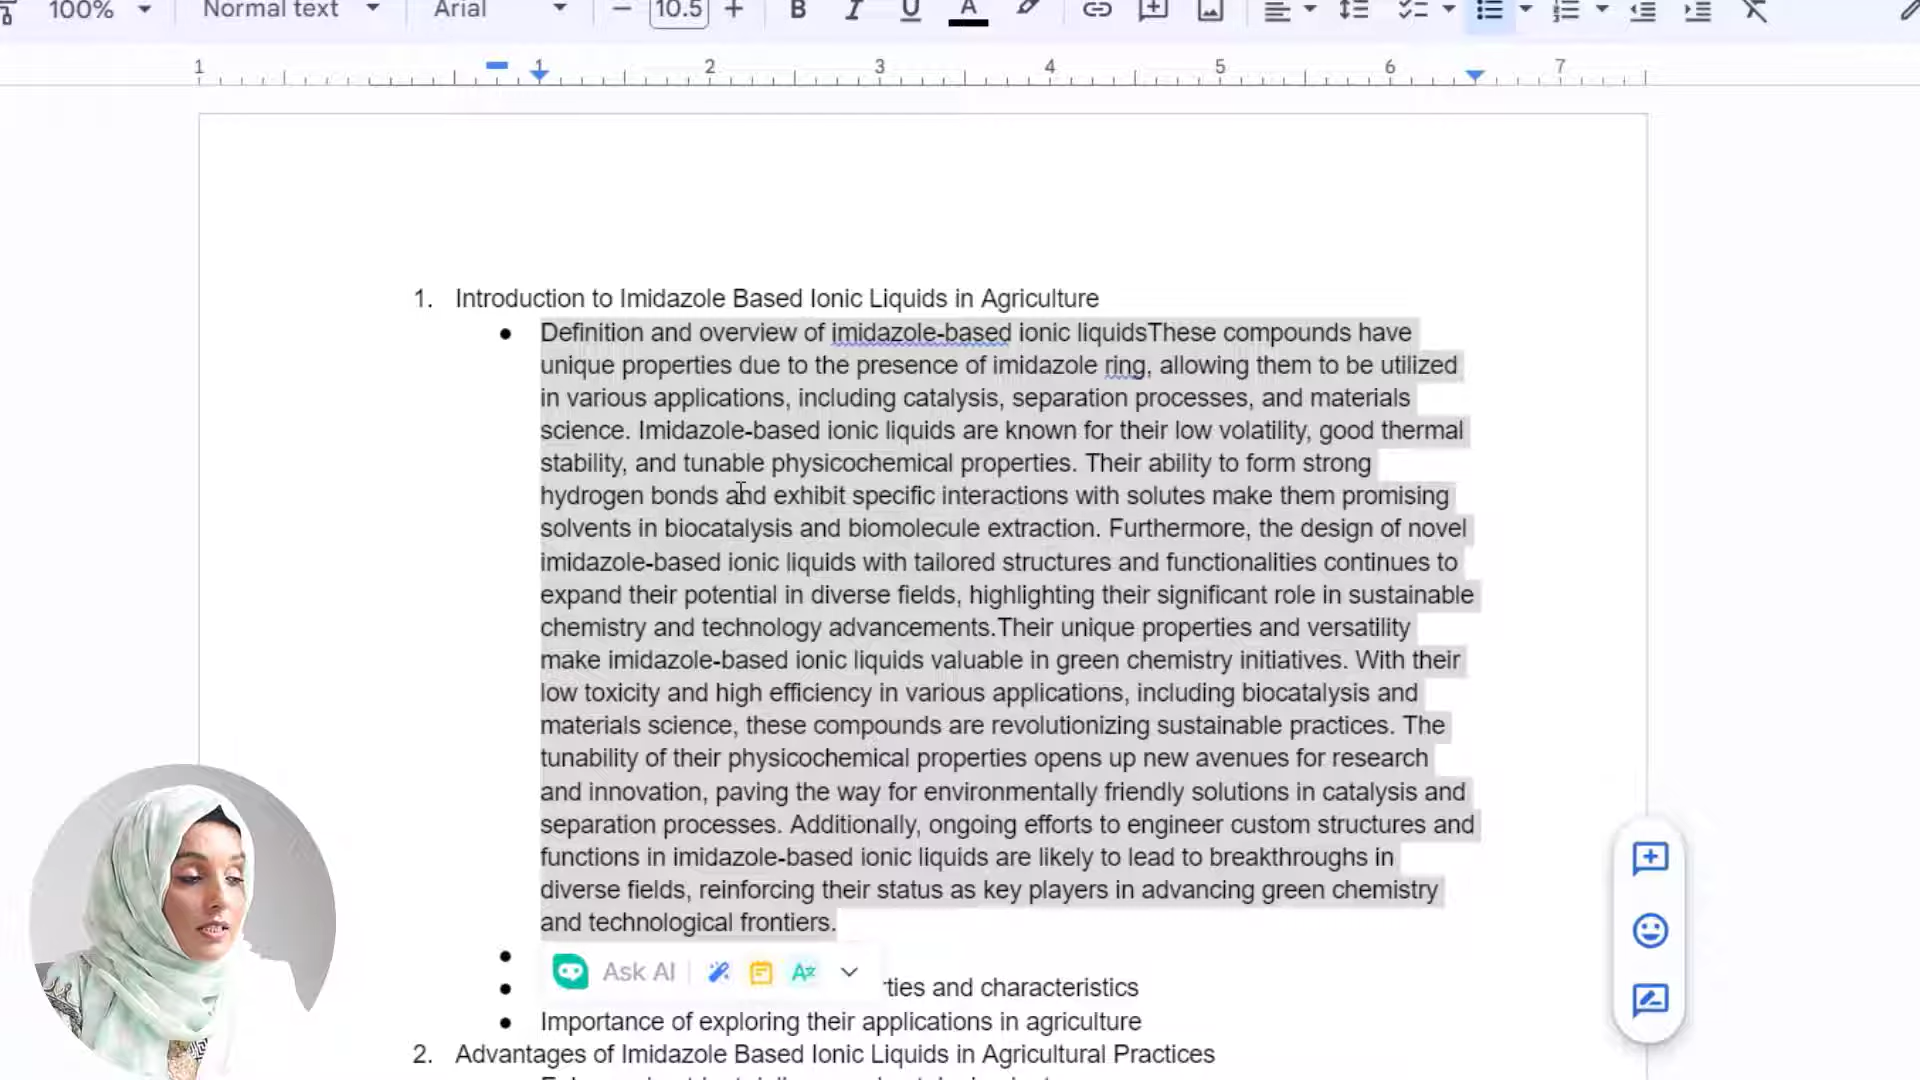 100% Normal text Arial 10.5 B I U A
1 1 2 3 4 5 6 7
1. Introduction to Imidazole Based Ionic Liquids in Agriculture
● Definition and overview of imidazole-based ionic liquidsThese compounds have
unique properties due to the presence of imidazole ring, allowing them to be utilized
in various applications, including catalysis, separation processes, and materials
science. Imidazole-based ionic liquids are known for their low volatility, good thermal
stability, and tunable physicochemical properties. Their ability to form strong
hydrogen bonds and exhibit specific interactions with solutes make them promising
solvents in biocatalysis and biomolecule extraction. Furthermore, the design of novel
imidazole-based ionic liquids with tailored structures and functionalities continues to
expand their potential in diverse fields, highlighting their significant role in sustainable
chemistry and technology advancements.Their unique properties and versatility
make imidazole-based ionic liquids valuable in green chemistry initiatives. With their
low toxicity and high efficiency in various applications, including biocatalysis and
materials science, these compounds are revolutionizing sustainable practices. The
tunability of their physicochemical properties opens up new avenues for research
and innovation, paving the way for environmentally friendly solutions in catalysis and
separation processes. Additionally, ongoing efforts to engineer custom structures and
functions in imidazole-based ionic liquids are likely to lead to breakthroughs in
diverse fields, reinforcing their status as key players in advancing green chemistry
and technological frontiers.
Ask AI
and characteristics
● Importance of exploring their applications in agriculture
2. Advantages of Imidazole Based Ionic Liquids in Agricultural Practices